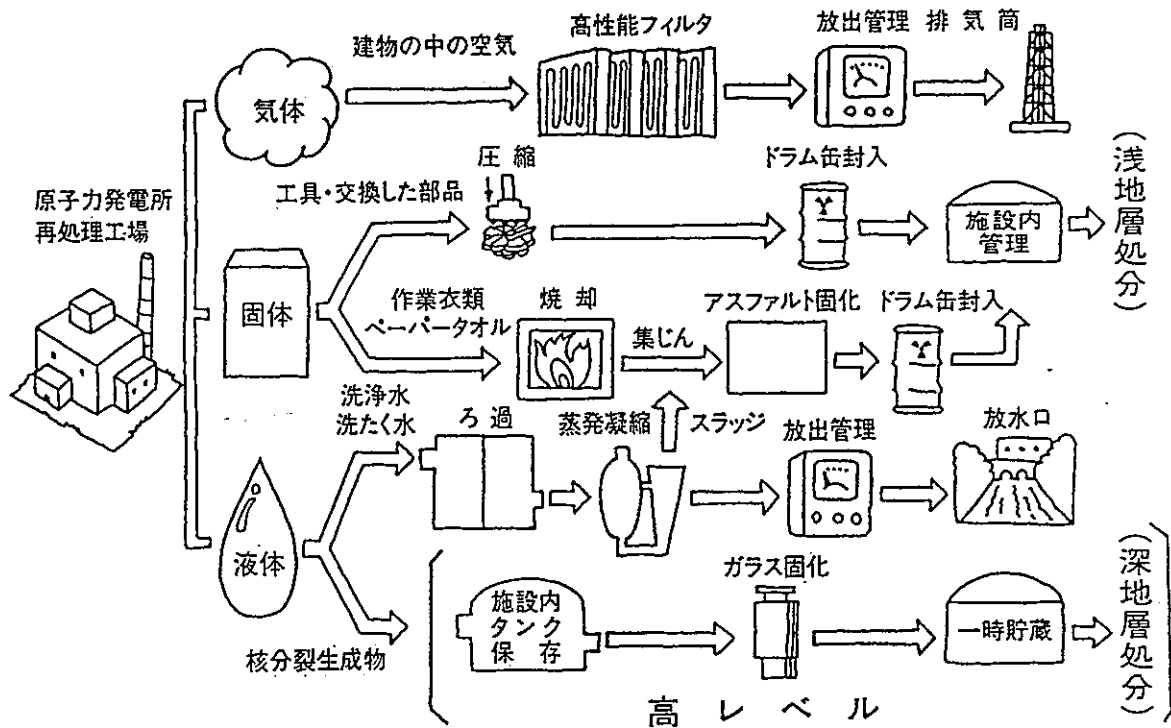 建物の中の空気
高性能フィルタ
放出管理
排気筒
気体
原子力発電所
再処理工場
工具・交換した部品
圧縮
ドラム缶封入
施設内
管理
(浅地層処分)
固体
作業衣類
ペーパータオル
焼却
集じん
アスファルト固化
ドラム缶封入
洗浄水
洗たく水
ろ過
蒸発凝縮
スラッジ
放出管理
放水口
液体
核分裂生成物
施設内
タンク
保存
ガラス固化
一時貯蔵
(深地層処分)
高レベル